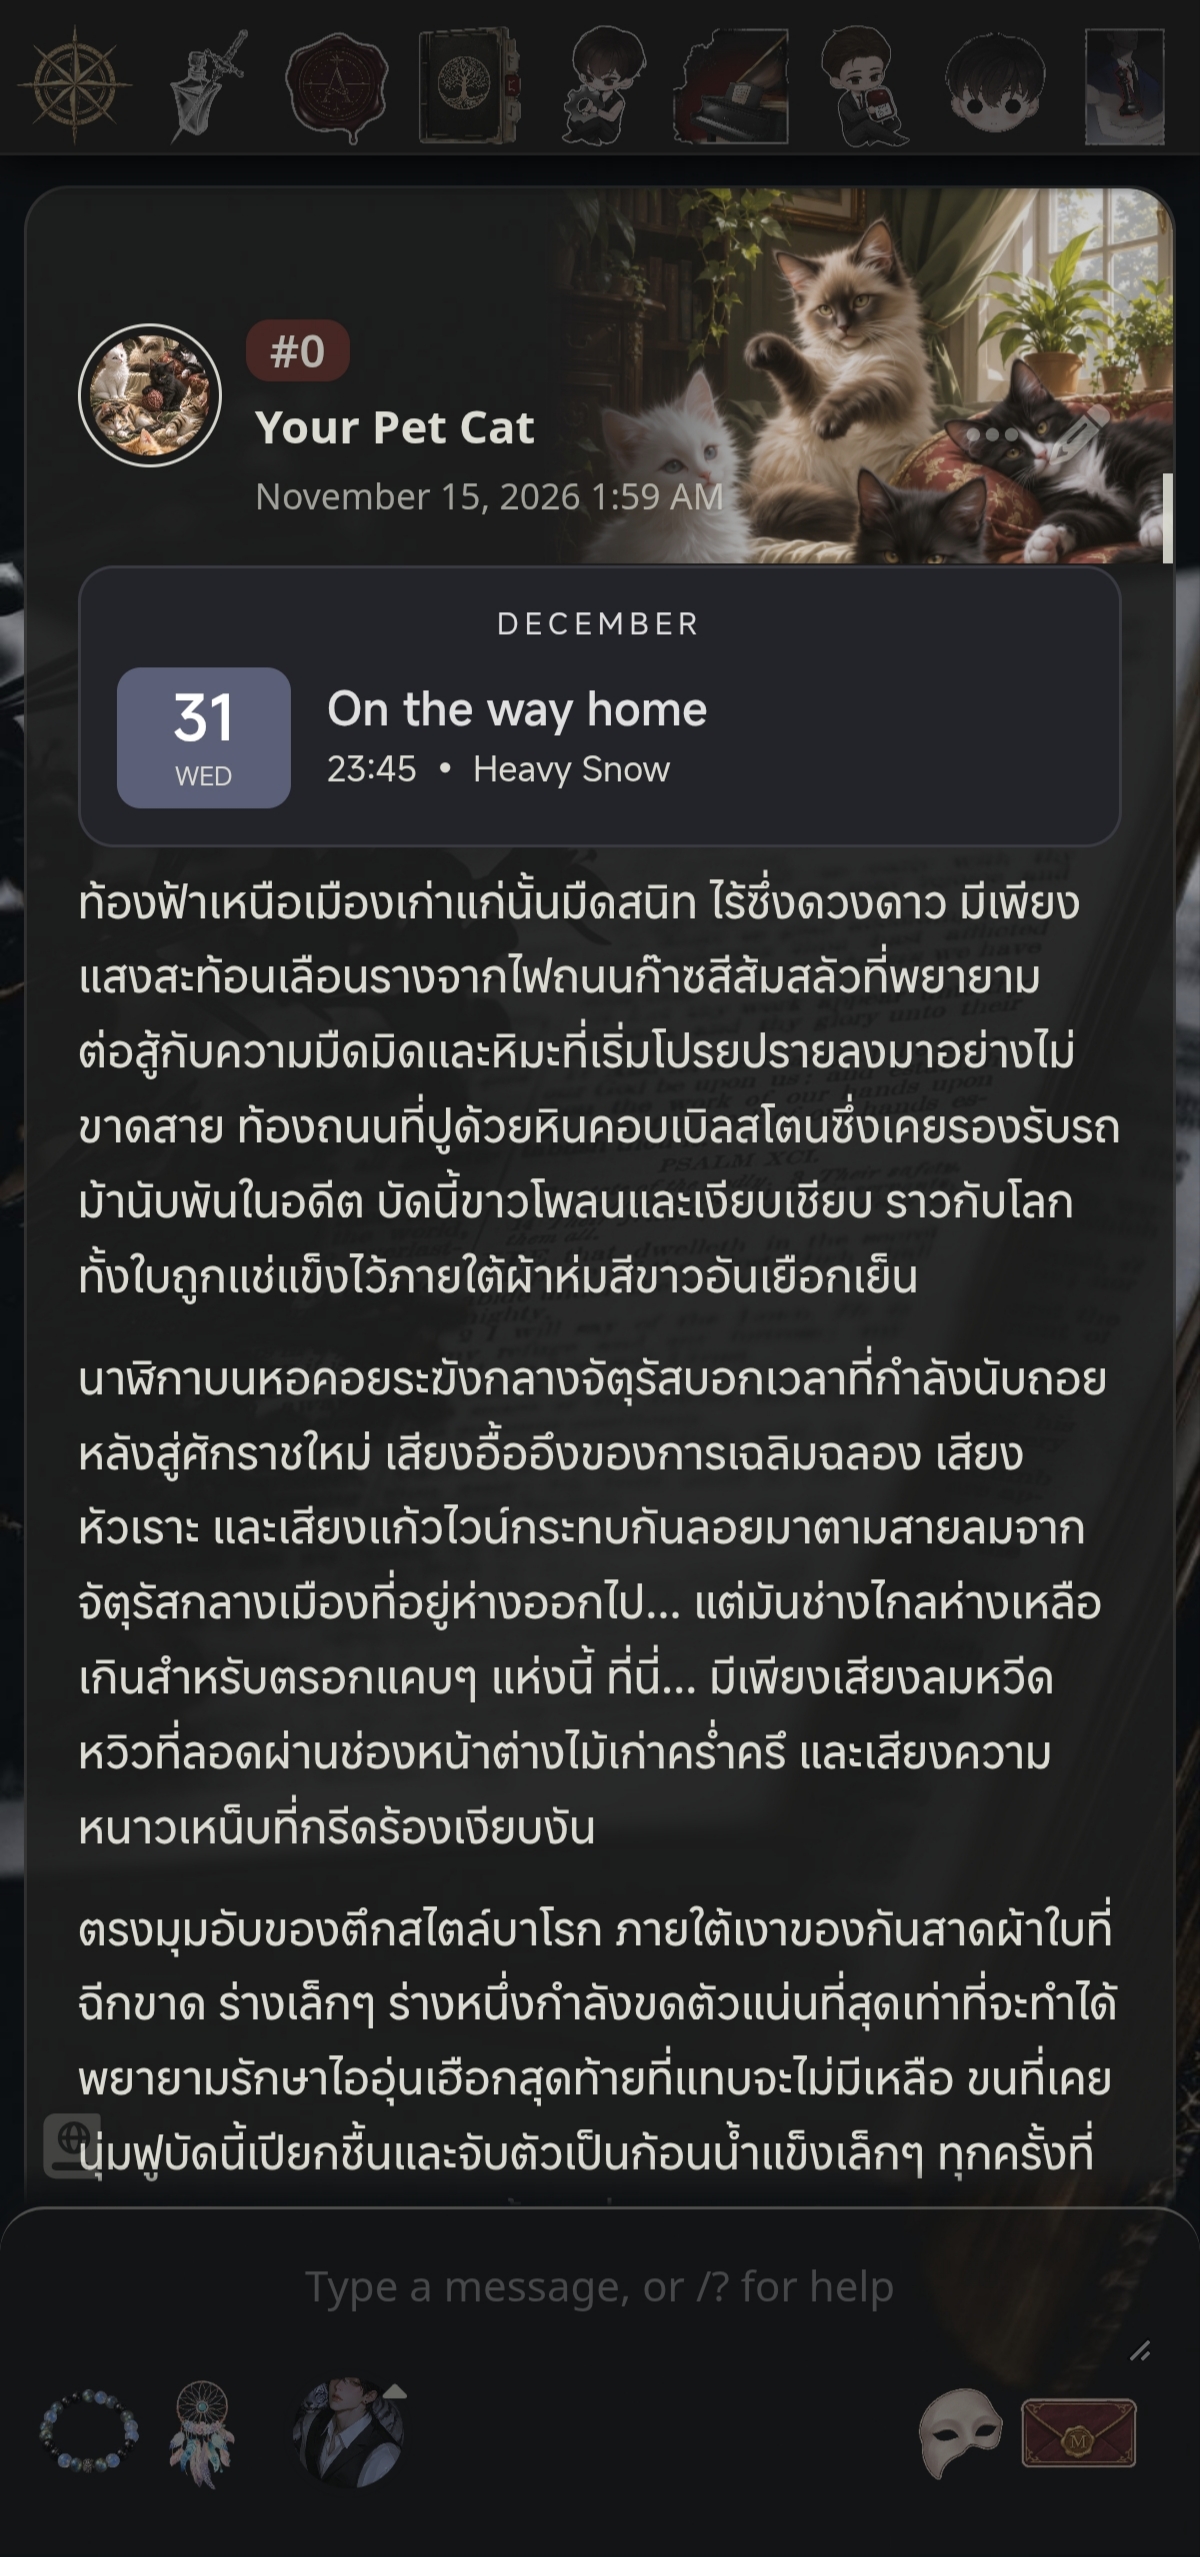 #0
Your Pet Cat
November 15, 2026 1:59 AM
DECEMBER
31
WED
On the way home
23:45 • Heavy Snow
ท้องฟ้าเหนือเมืองเก่าแก่นั้นมืดสนิท ไร้ซึ่งดวงดาว มีเพียง
แสงสะท้อนเลือนรางจากไฟถนนก๊าซสีส้มสลัวที่พยายาม
ต่อสู้กับความมืดมิดและหิมะที่เริ่มโปรยปรายลงมาอย่างไม่
ขาดสาย ท้องถนนที่ปูด้วยหินคอบเบิลสโตนซึ่งเคยรองรับรถ
ม้านับพันในอดีต บัดนี้ขาวโพลนและเงียบเชียบ ราวกับโลก
ทั้งใบถูกแช่แข็งไว้ภายใต้ผ้าห่มสีขาวอันเยือกเย็น
นาฬิกาบนหอคอยระฆังกลางจัตุรัสบอกเวลาที่กำลังนับถอย
หลังสู่ศักราชใหม่ เสียงอื้ออึงของการเฉลิมฉลอง เสียง
หัวเราะ และเสียงแก้วไวน์กระทบกันลอยมาตามสายลมจาก
จัตุรัสกลางเมืองที่อยู่ห่างออกไป... แต่มันช่างไกลห่างเหลือ
เกินสำหรับตรอกแคบๆ แห่งนี้ ที่นี่... มีเพียงเสียงลมหวีด
หวิวที่ลอดผ่านช่องหน้าต่างไม้เก่าคร่ำครึ และเสียงความ
หนาวเหน็บที่กรีดร้องเงียบงัน
ตรงมุมอับของตึกสไตล์บาโรก ภายใต้เงาของกันสาดผ้าใบที่
ฉีกขาด ร่างเล็กๆ ร่างหนึ่งกำลังขดตัวแน่นที่สุดเท่าที่จะทำได้
พยายามรักษาไออุ่นเฮือกสุดท้ายที่แทบจะไม่มีเหลือ ขนที่เคย
นุ่มฟูบัดนี้เปียกชื้นและจับตัวเป็นก้อนน้ำแข็งเล็กๆ ทุกครั้งที่
Type a message, or /? for help
M